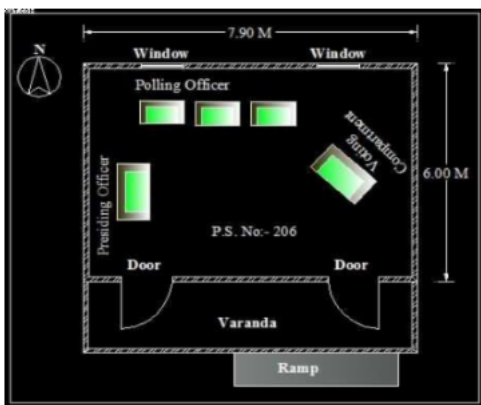 7.90 M
N
Window
Window
Polling Officer
Voting
Compartment
6.00 M
Presiding Officer
P.S. No:- 206
Door
Door
Varanda
Ramp